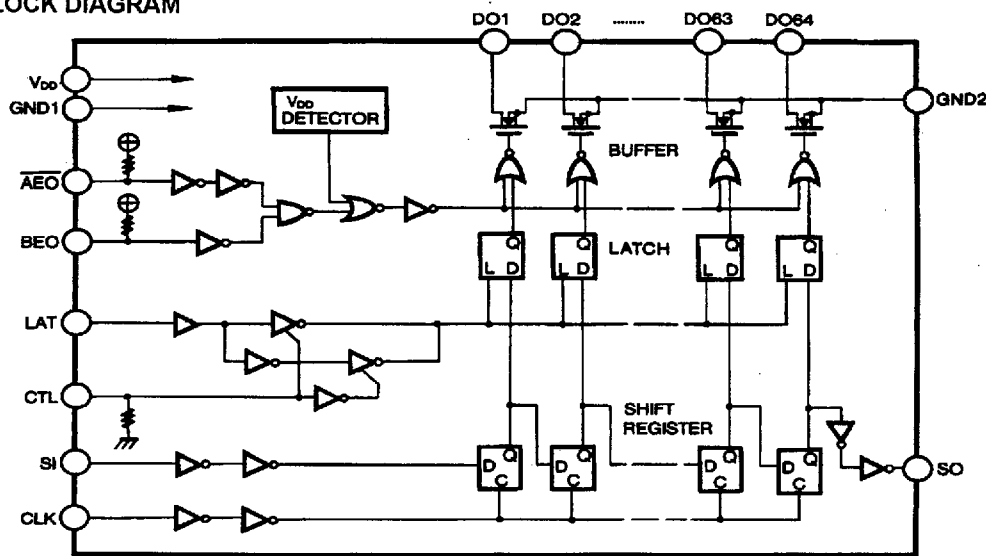 LOCK DIAGRAM
DO1 DO2 ........ DO63 DO64
VDD
GND1
GND2
VDD
DETECTOR
BUFFER
AEO
BEO
Q Q Q Q
LATCH
L D L D L D L D
LAT
CTL
SHIFT
REGISTER
SI
D Q D Q D Q D Q
C C C C
SO
CLK